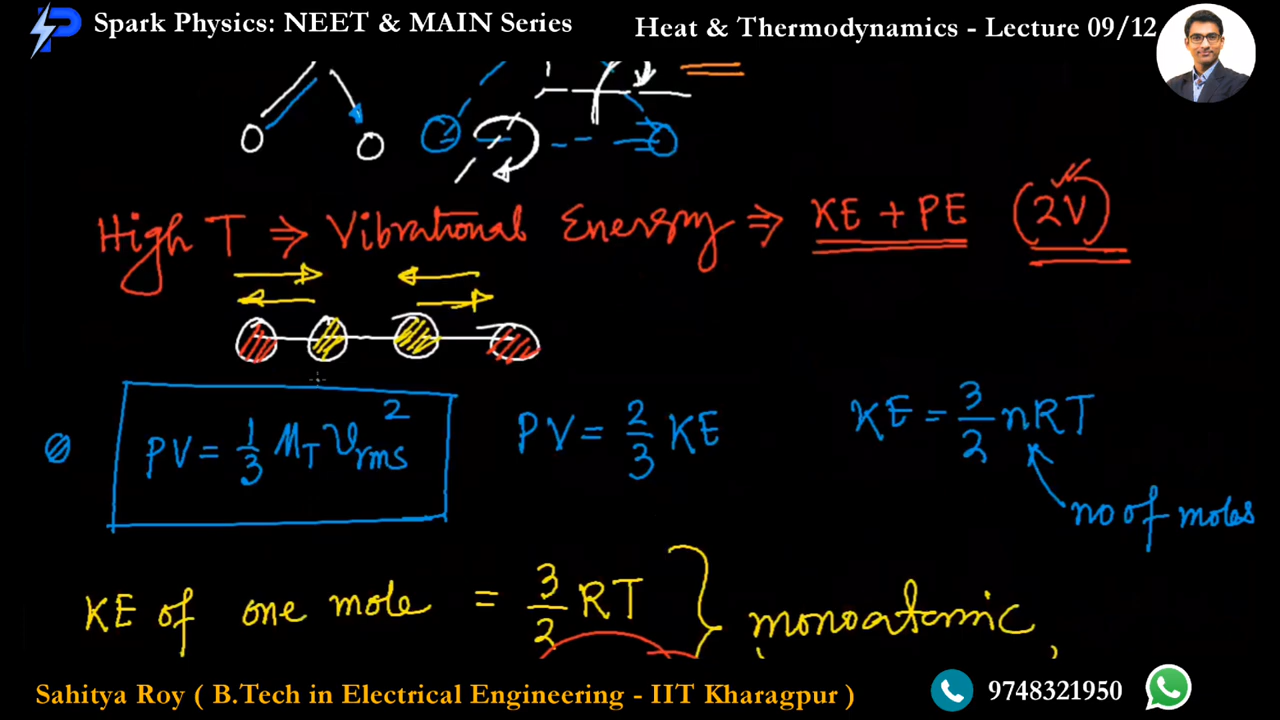 Spark Physics: NEET & MAIN Series
Heat & Thermodynamics - Lecture 09/12
High T ⇒ Vibrational Energy ⇒ KE + PE (2V)
PV = 1/3 M_T V_rms^2
PV = 2/3 KE
KE = 3/2 nRT
no of moles
KE of one mole = 3/2 RT } monoatomic
Sahitya Roy ( B.Tech in Electrical Engineering - IIT Kharagpur )
9748321950